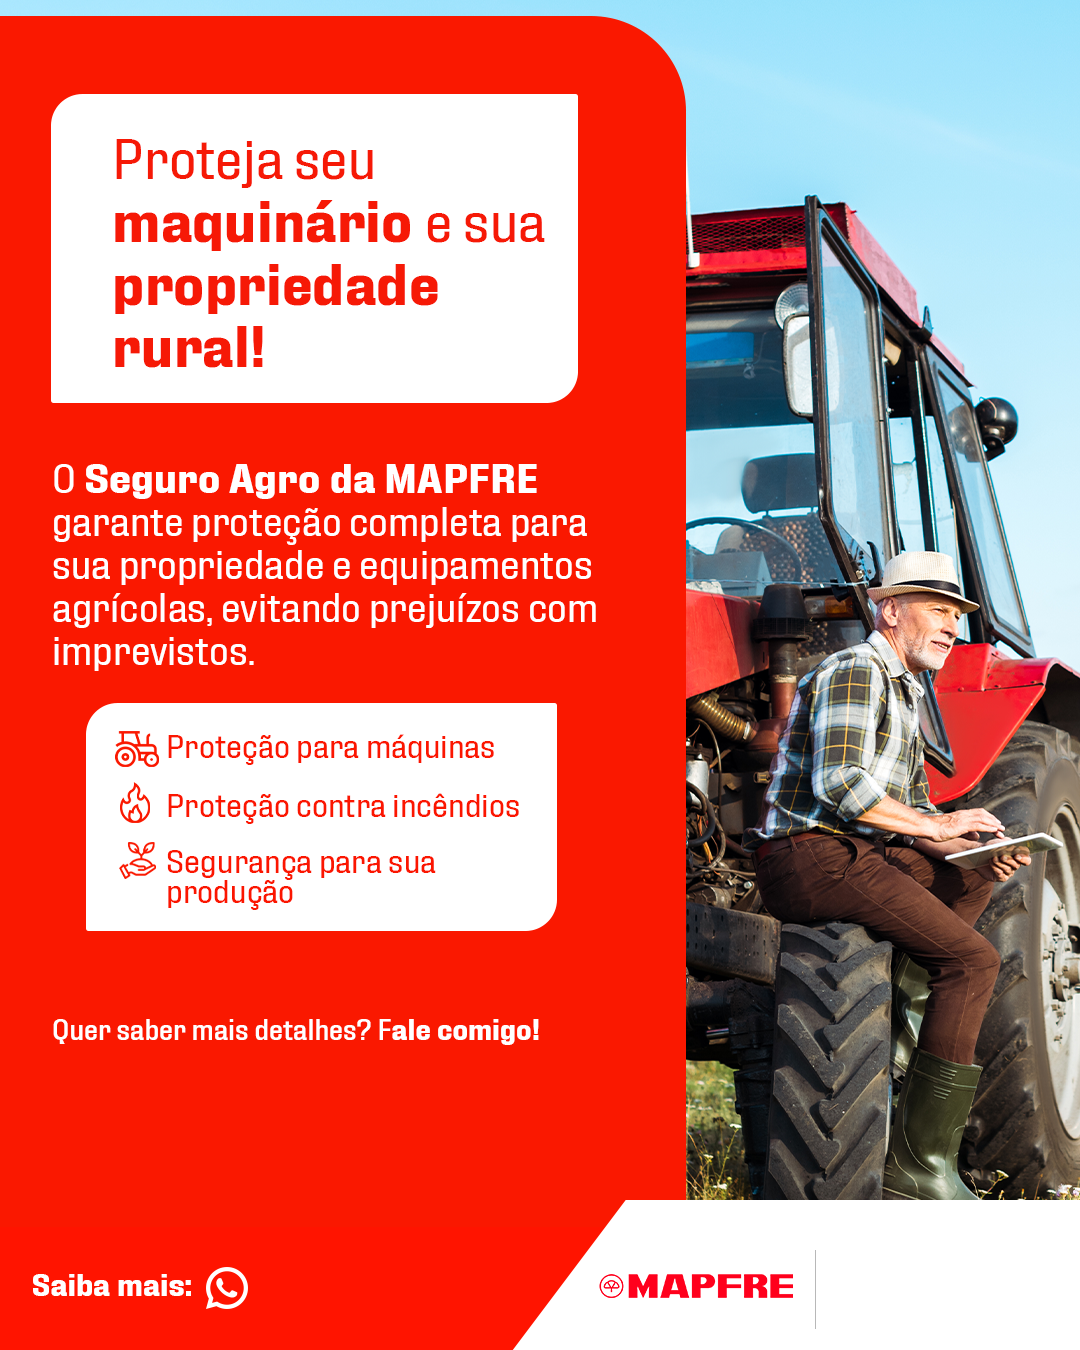 Proteja seu
maquinário e sua
propriedade
rural!
O Seguro Agro da MAPFRE
garante proteção completa para
sua propriedade e equipamentos
agrícolas, evitando prejuízos com
imprevistos.
Proteção para máquinas
Proteção contra incêndios
Segurança para sua
produção
Quer saber mais detalhes? Fale comigo!
Saiba mais:
MAPFRE